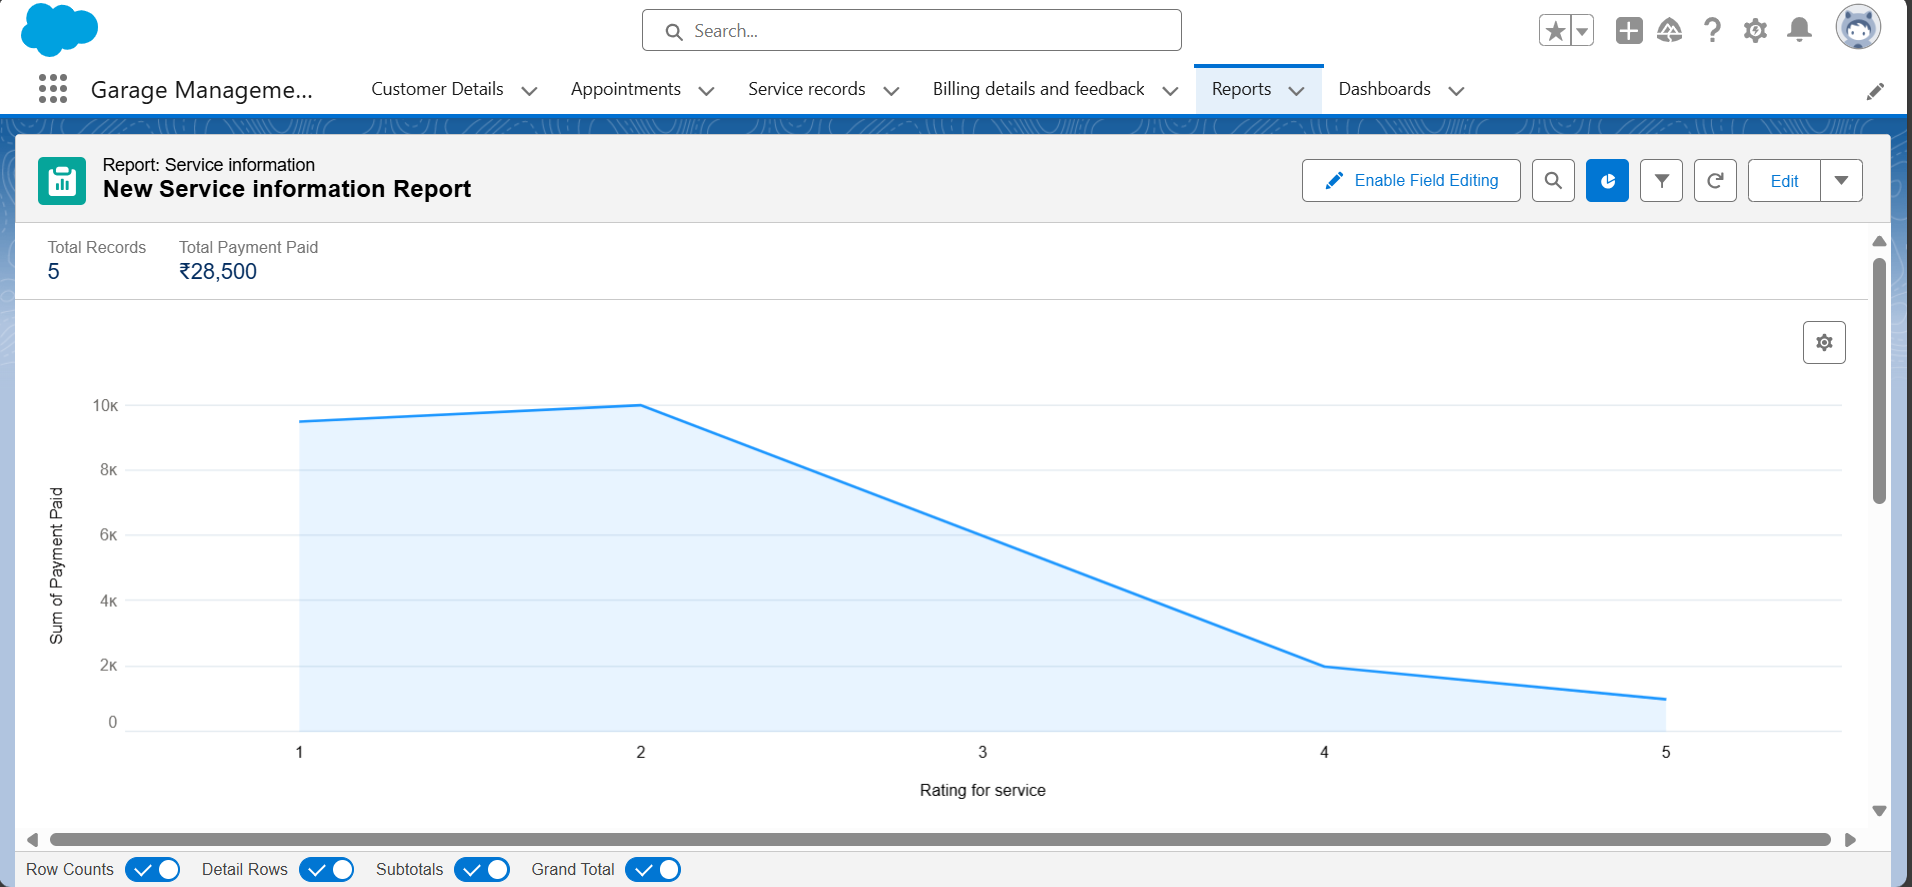 Search...
Garage Manageme...
Customer Details
Appointments
Service records
Billing details and feedback
Reports
Dashboards
Report: Service information
New Service information Report
Enable Field Editing
Edit
Total Records
5
Total Payment Paid
₹28,500
Sum of Payment Paid
10K
8K
6K
4K
2K
0
1 2 3 4 5
Rating for service
Row Counts
Detail Rows
Subtotals
Grand Total